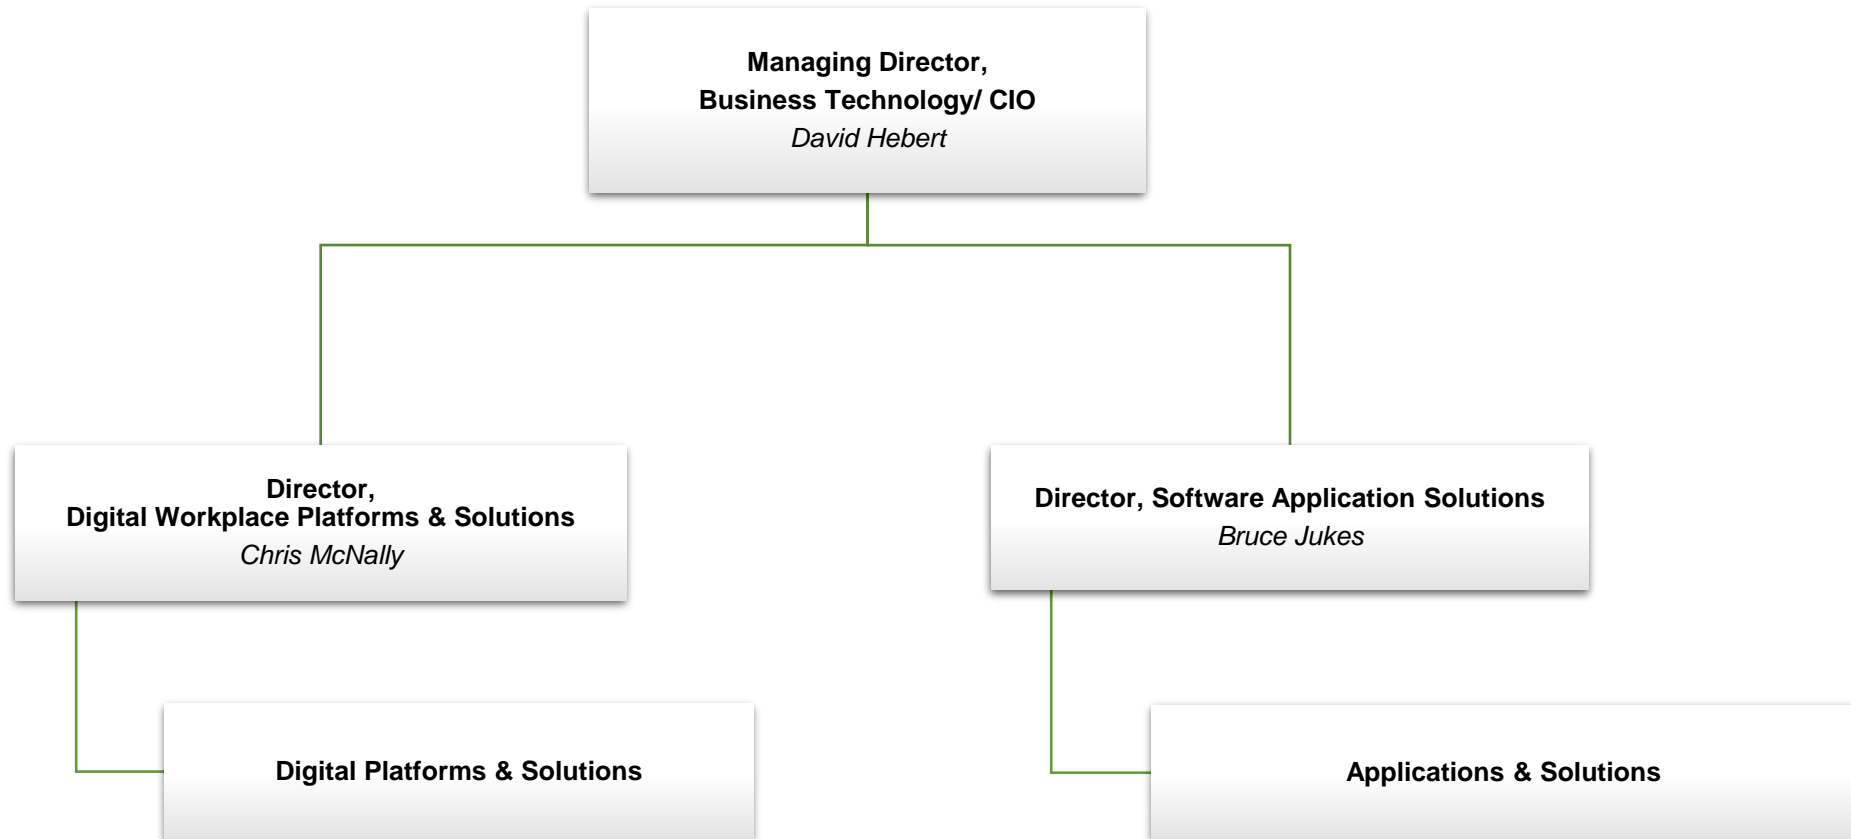 Managing Director,
Business Technology/ CIO
David Hebert
Director,
Digital Workplace Platforms & Solutions
Chris McNally
Director, Software Application Solutions
Bruce Jukes
Digital Platforms & Solutions
Applications & Solutions